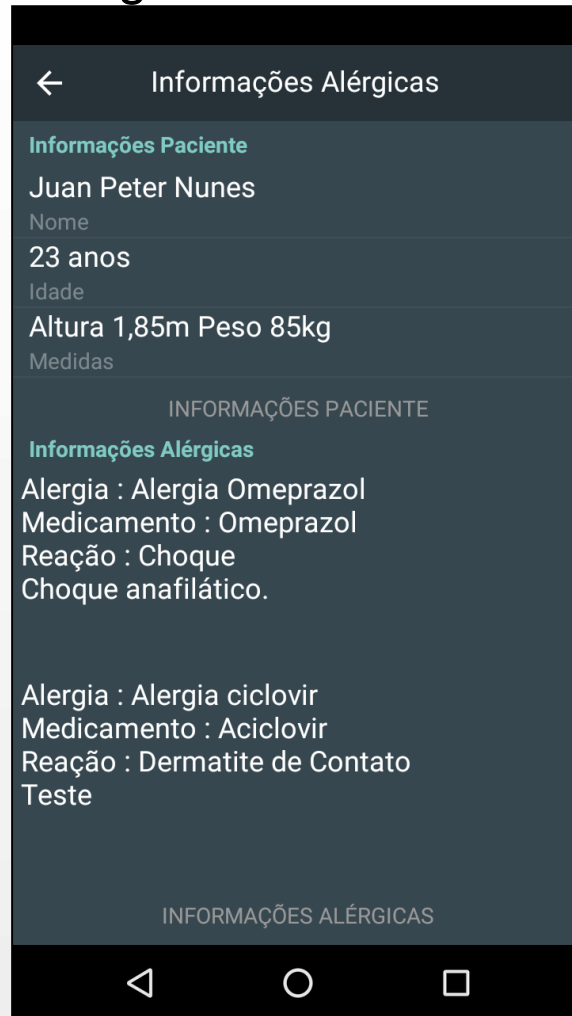 Informações Alérgicas
Informações Paciente
Juan Peter Nunes
Nome
23 anos
Idade
Altura 1,85m Peso 85kg
Medidas
INFORMAÇÕES PACIENTE
Informações Alérgicas
Alergia : Alergia Omeprazol
Medicamento : Omeprazol
Reação : Choque
Choque anafilático.
Alergia : Alergia ciclovir
Medicamento : Aciclovir
Reação : Dermatite de Contato
Teste
INFORMAÇÕES ALÉRGICAS